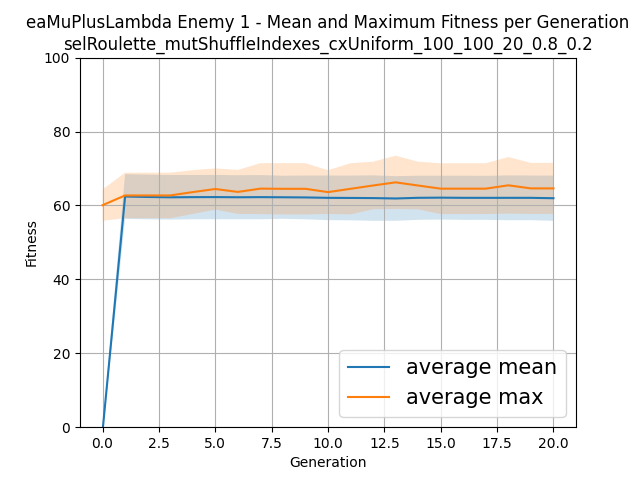 eaMuPlusLambda Enemy 1 - Mean and Maximum Fitness per Generation
selRoulette_mutShuffleIndexes_cxUniform_100_100_20_0.8_0.2
100
80
60
40
20
0
Fitness
average mean
average max
0.0 2.5 5.0 7.5 10.0 12.5 15.0 17.5 20.0
Generation